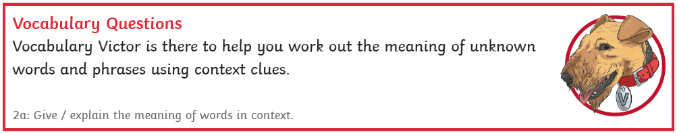 Vocabulary Questions
Vocabulary Victor is there to help you work out the meaning of unknown
words and phrases using context clues.
2a: Give / explain the meaning of words in context.
V